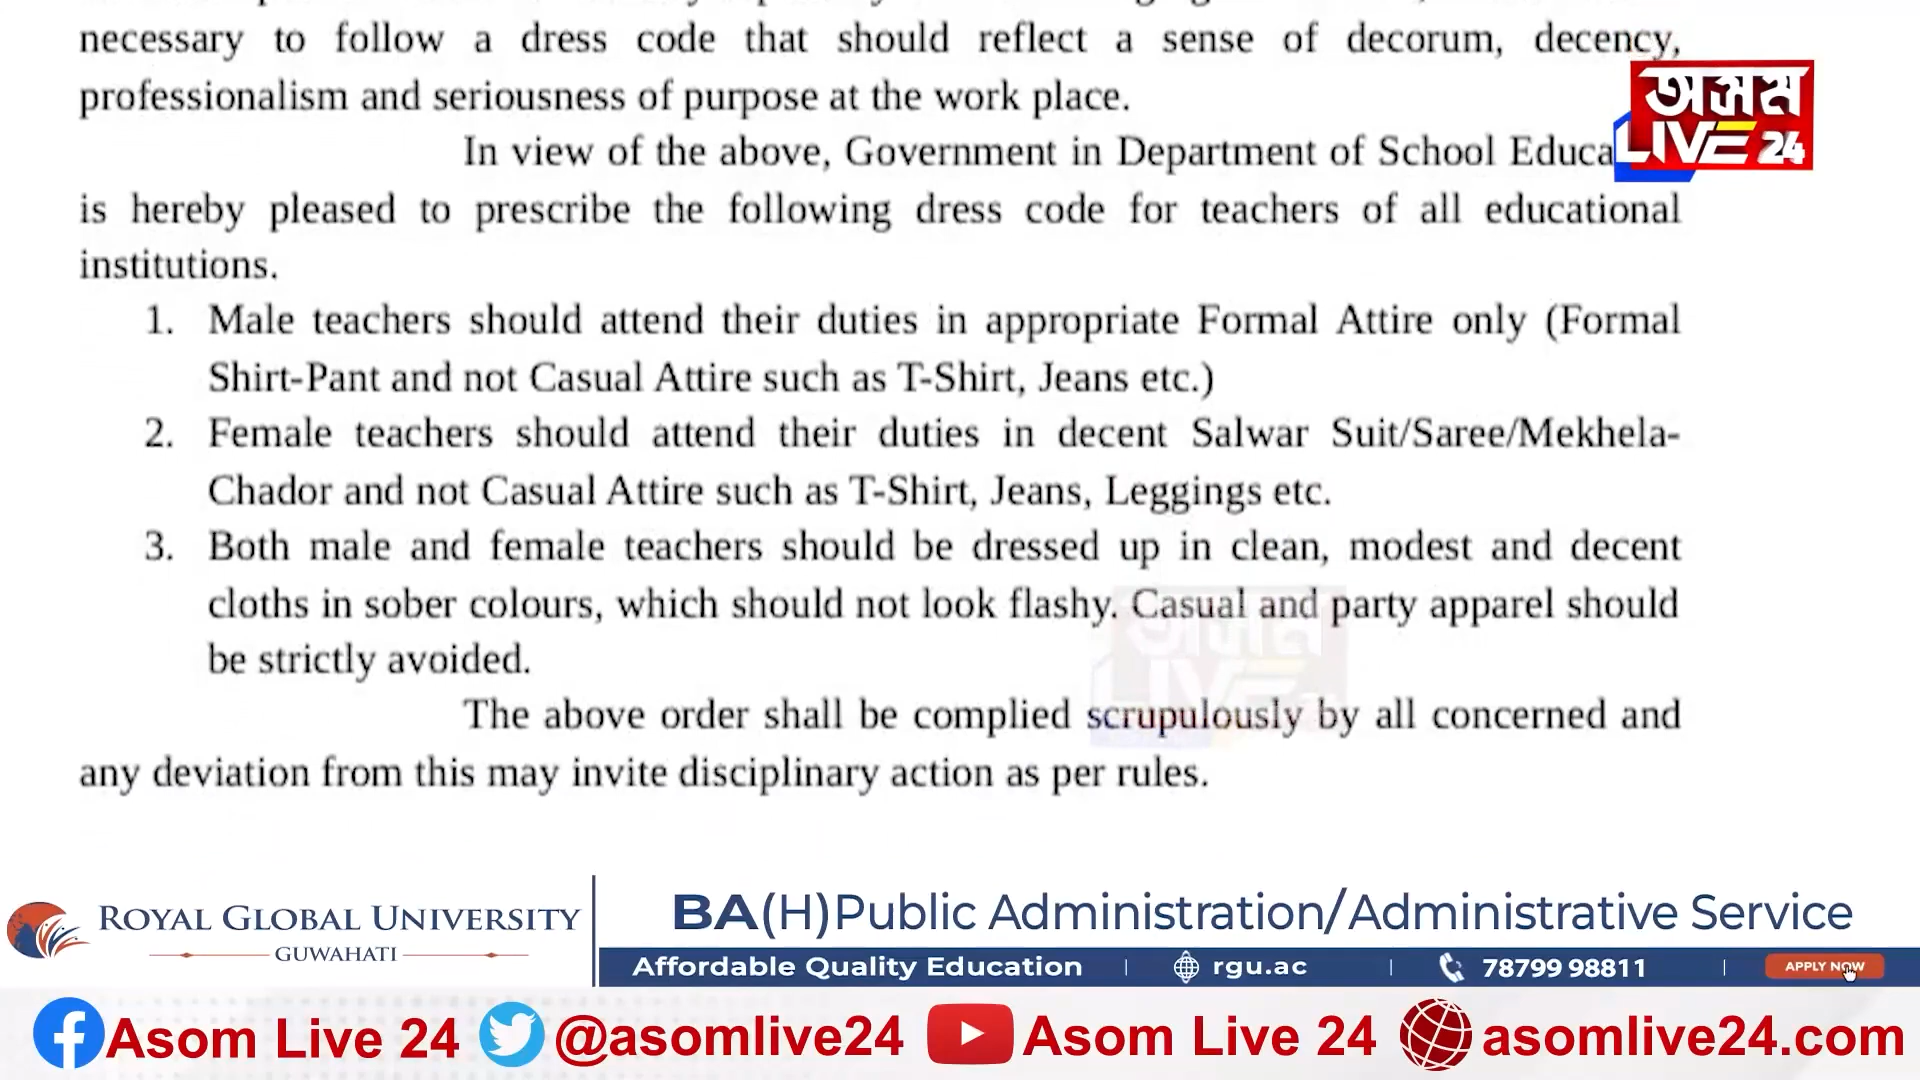 necessary to follow a dress code that should reflect a sense of decorum, decency,
professionalism and seriousness of purpose at the work place.
অসম
LIVE 24
In view of the above, Government in Department of School Educa
is hereby pleased to prescribe the following dress code for teachers of all educational
institutions.
1. Male teachers should attend their duties in appropriate Formal Attire only (Formal
Shirt-Pant and not Casual Attire such as T-Shirt, Jeans etc.)
2. Female teachers should attend their duties in decent Salwar Suit/Saree/Mekhela-
Chador and not Casual Attire such as T-Shirt, Jeans, Leggings etc.
3. Both male and female teachers should be dressed up in clean, modest and decent
cloths in sober colours, which should not look flashy. Casual and party apparel should
be strictly avoided.
অসম
LIVE 24
The above order shall be complied scrupulously by all concerned and
any deviation from this may invite disciplinary action as per rules.
ROYAL GLOBAL UNIVERSITY
GUWAHATI
BA(H)Public Administration/Administrative Service
Affordable Quality Education | rgu.ac | 78799 98811 | APPLY NOW
Asom Live 24 @asomlive24 Asom Live 24 asomlive24.com